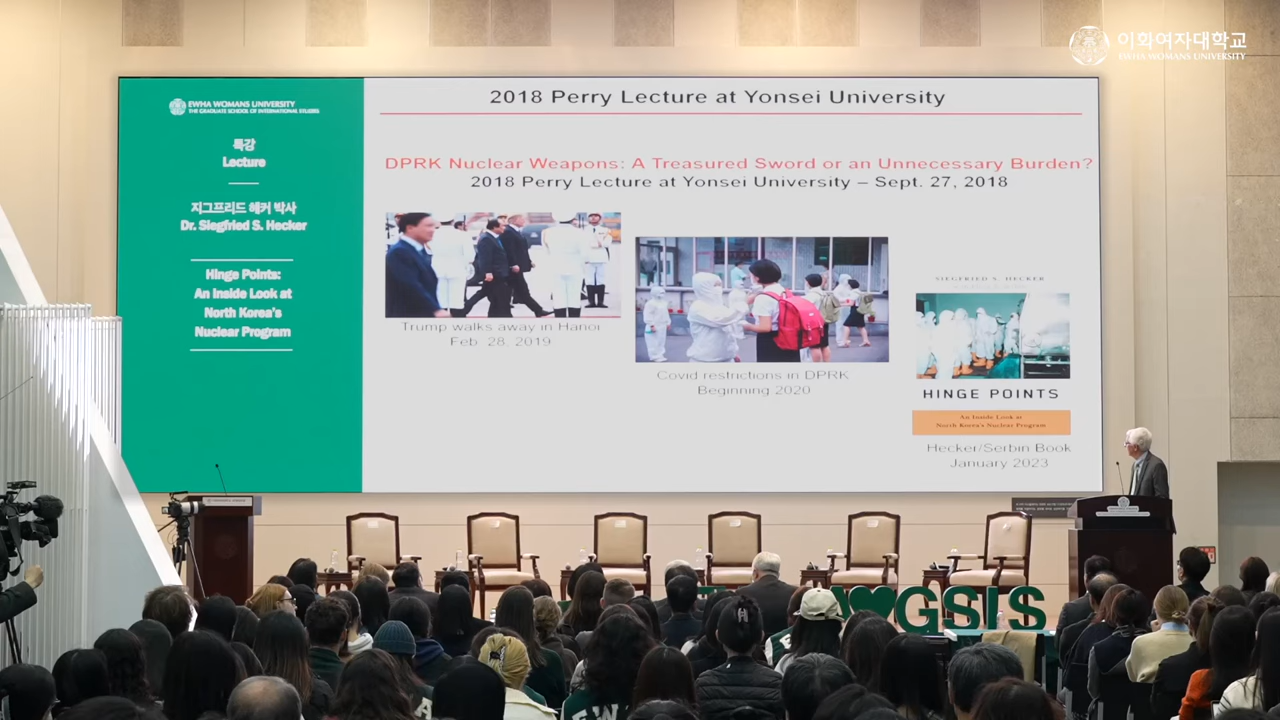 이화여자대학교
EWHA WOMANS UNIVERSITY
EWHA WOMANS UNIVERSITY
THE GRADUATE SCHOOL OF INTERNATIONAL STUDIES
특강
Lecture
지그프리드 헤커 박사
Dr. Siegfried S. Hecker
Hinge Points:
An Inside Look at
North Korea's
Nuclear Program
2018 Perry Lecture at Yonsei University
DPRK Nuclear Weapons: A Treasured Sword or an Unnecessary Burden?
2018 Perry Lecture at Yonsei University – Sept. 27, 2018
Trump walks away in Hanoi
Feb. 28, 2019
Covid restrictions in DPRK
Beginning 2020
SIEGFRIED S. HECKER
HINGE POINTS
An Inside Look at
North Korea's Nuclear Program
Hecker/Serbin Book
January 2023
GSIS